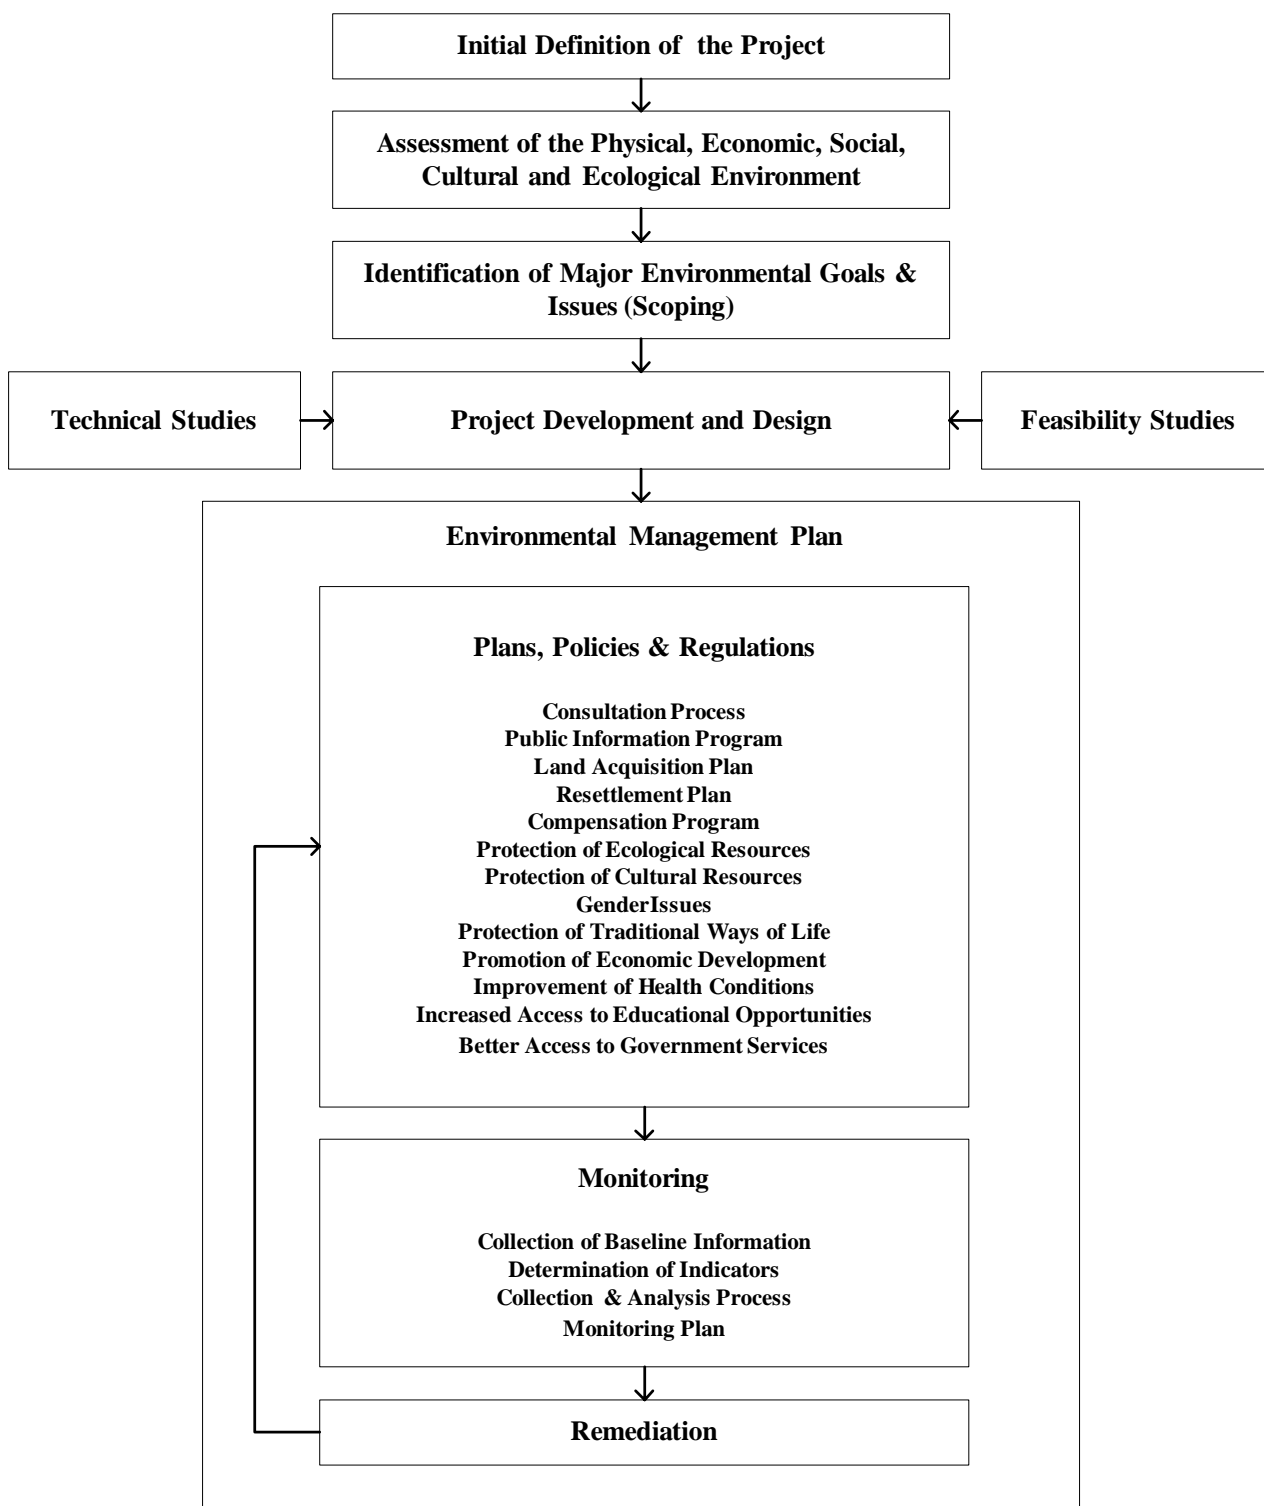 Initial Definition of the Project
Assessment of the Physical, Economic, Social,
Cultural and Ecological Environment
Identification of Major Environmental Goals &
Issues (Scoping)
Technical Studies
Project Development and Design
Feasibility Studies
Environmental Management Plan
Plans, Policies & Regulations
Consultation Process
Public Information Program
Land Acquisition Plan
Resettlement Plan
Compensation Program
Protection of Ecological Resources
Protection of Cultural Resources
Gender Issues
Protection of Traditional Ways of Life
Promotion of Economic Development
Improvement of Health Conditions
Increased Access to Educational Opportunities
Better Access to Government Services
Monitoring
Collection of Baseline Information
Determination of Indicators
Collection & Analysis Process
Monitoring Plan
Remediation